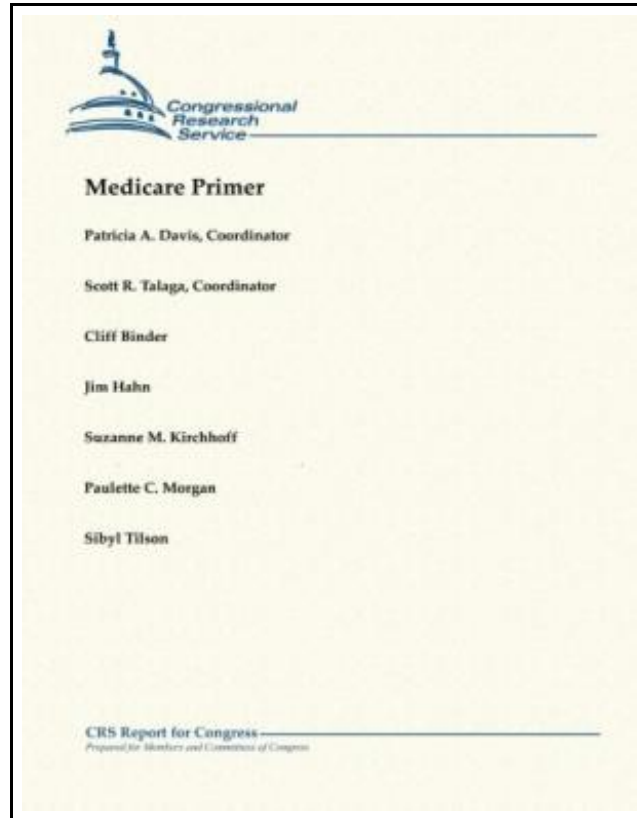 Congressional
Research
Service
Medicare Primer
Patricia A. Davis, Coordinator
Scott R. Talaga, Coordinator
Cliff Binder
Jim Hahn
Suzanne M. Kirchhoff
Paulette C. Morgan
Sibyl Tilson
CRS Report for Congress
Prepared for Members and Committees of Congress